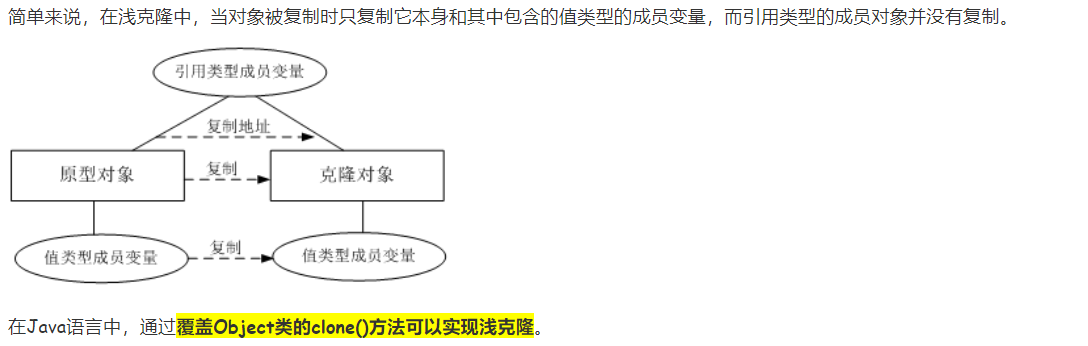 简单来说，在浅克隆中，当对象被复制时只复制它本身和其中包含的值类型的成员变量，而引用类型的成员对象并没有复制。
引用类型成员变量
复制地址
原型对象
复制
克隆对象
值类型成员变量
复制
值类型成员变量
在Java语言中，通过覆盖Object类的clone()方法可以实现浅克隆。